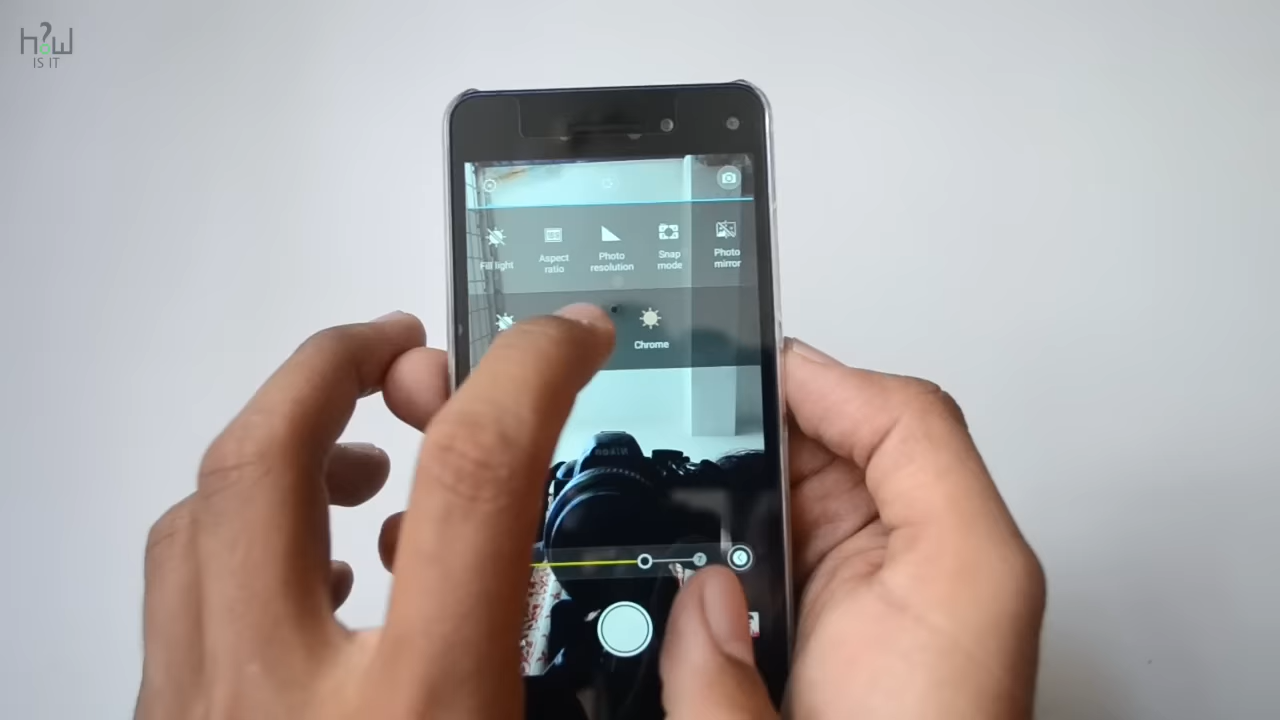 h?w
IS IT
Fill light
Aspect
ratio
Photo
resolution
Snap
mode
Photo
mirror
Chrome
Nikon
T